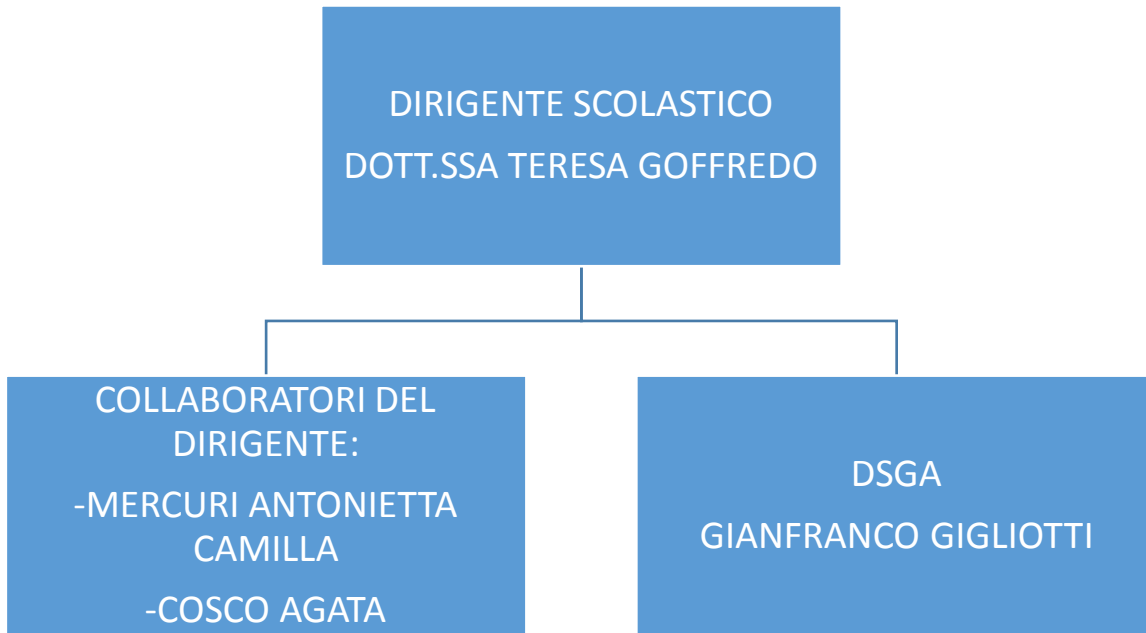 DIRIGENTE SCOLASTICO
DOTT.SSA TERESA GOFFREDO
COLLABORATORI DEL
DIRIGENTE:
-MERCURI ANTONIETTA
CAMILLA
-COSCO AGATA
DSGA
GIANFRANCO GIGLIOTTI